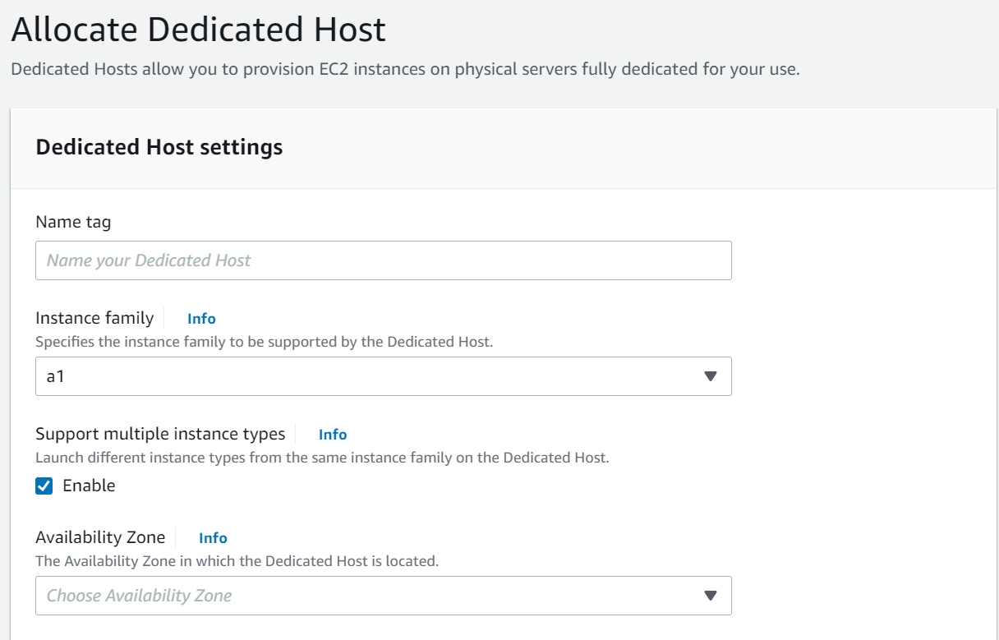 Allocate Dedicated Host
Dedicated Hosts allow you to provision EC2 instances on physical servers fully dedicated for your use.
Dedicated Host settings
Name tag
Name your Dedicated Host
Instance family Info
Specifies the instance family to be supported by the Dedicated Host.
a1
Support multiple instance types Info
Launch different instance types from the same instance family on the Dedicated Host.
Enable
Availability Zone Info
The Availability Zone in which the Dedicated Host is located.
Choose Availability Zone